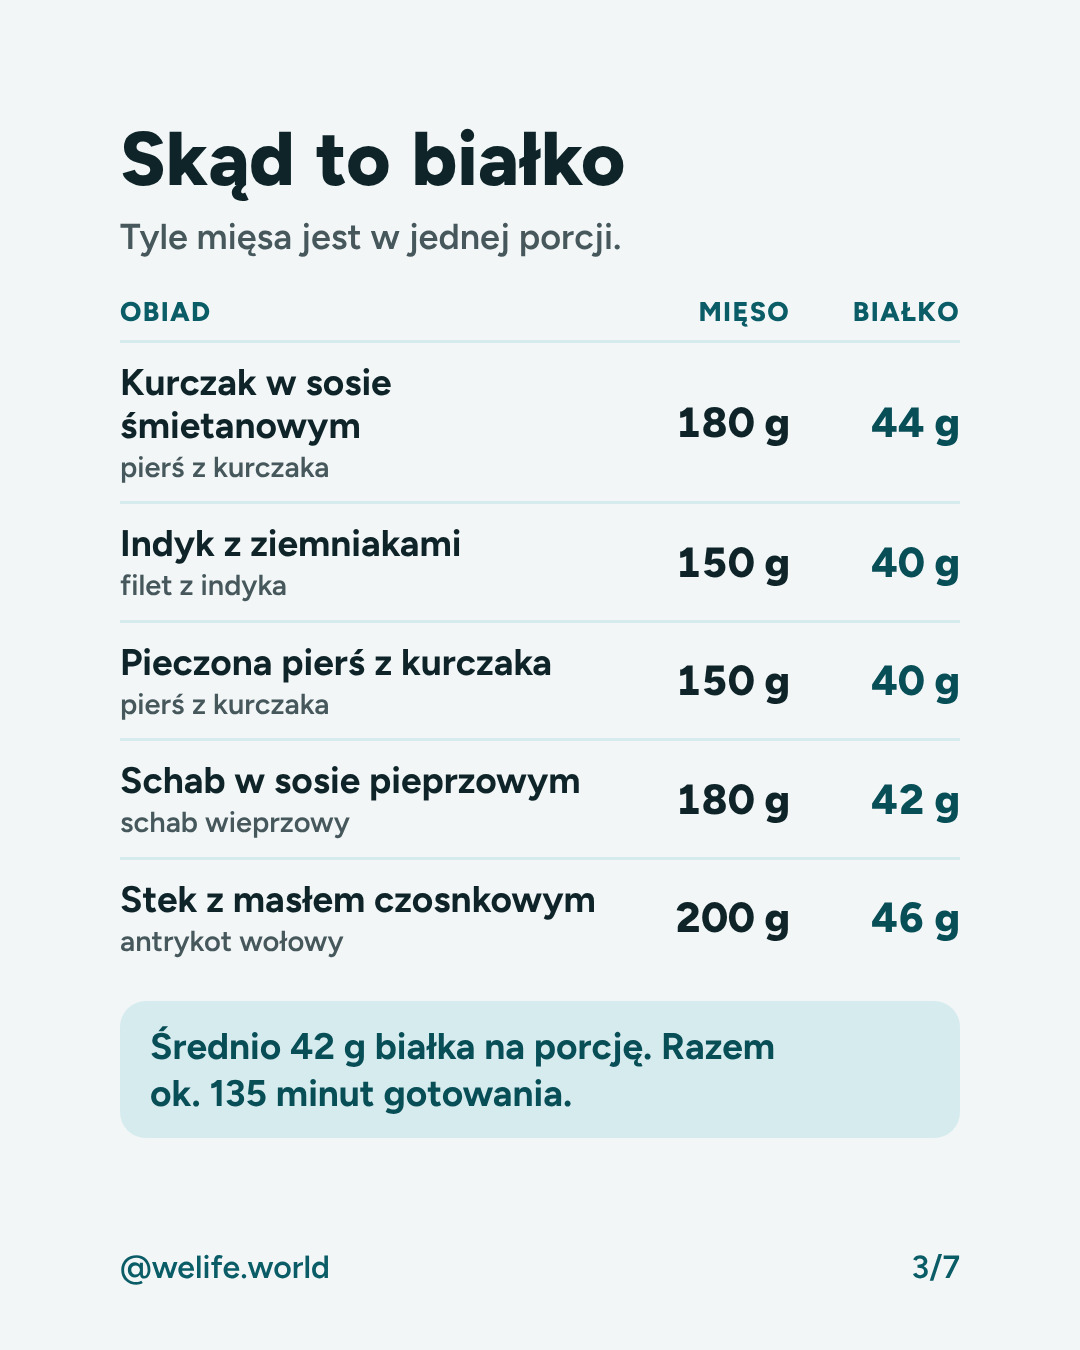 Skąd to białko
Tyle mięsa jest w jednej porcji.
OBIAD MIĘSO BIAŁKO
Kurczak w sosie
śmietanowym
pierś z kurczaka
180 g 44 g
Indyk z ziemniakami
filet z indyka
150 g 40 g
Pieczona pierś z kurczaka
pierś z kurczaka
150 g 40 g
Schab w sosie pieprzowym
schab wieprzowy
180 g 42 g
Stek z masłem czosnkowym
antrykot wołowy
200 g 46 g
Średnio 42 g białka na porcję. Razem
ok. 135 minut gotowania.
@welife.world 3/7